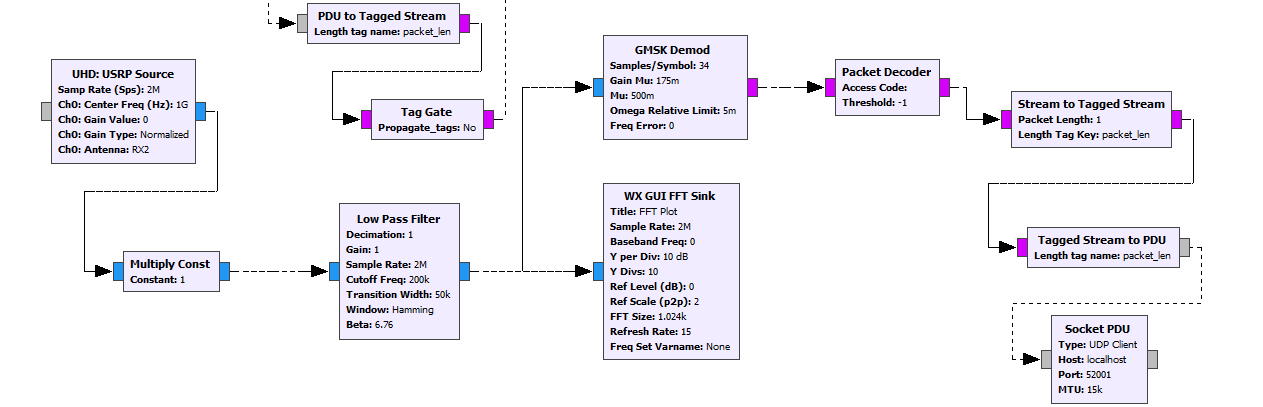 PDU to Tagged Stream
Length tag name: packet_len
Tag Gate
Propagate_tags: No
UHD: USRP Source
Samp Rate (Sps): 2M
Ch0: Center Freq (Hz): 1G
Ch0: Gain Value: 0
Ch0: Gain Type: Normalized
Ch0: Antenna: RX2
Multiply Const
Constant: 1
Low Pass Filter
Decimation: 1
Gain: 1
Sample Rate: 2M
Cutoff Freq: 200k
Transition Width: 50k
Window: Hamming
Beta: 6.76
GMSK Demod
Samples/Symbol: 34
Gain Mu: 175m
Mu: 500m
Omega Relative Limit: 5m
Freq Error: 0
WX GUI FFT Sink
Title: FFT Plot
Sample Rate: 2M
Baseband Freq: 0
Y per Div: 10 dB
Y Divs: 10
Ref Level (dB): 0
Ref Scale (p2p): 2
FFT Size: 1.024k
Refresh Rate: 15
Freq Set Varname: None
Packet Decoder
Access Code:
Threshold: -1
Stream to Tagged Stream
Packet Length: 1
Length Tag Key: packet_len
Tagged Stream to PDU
Length tag name: packet_len
Socket PDU
Type: UDP Client
Host: localhost
Port: 52001
MTU: 15k